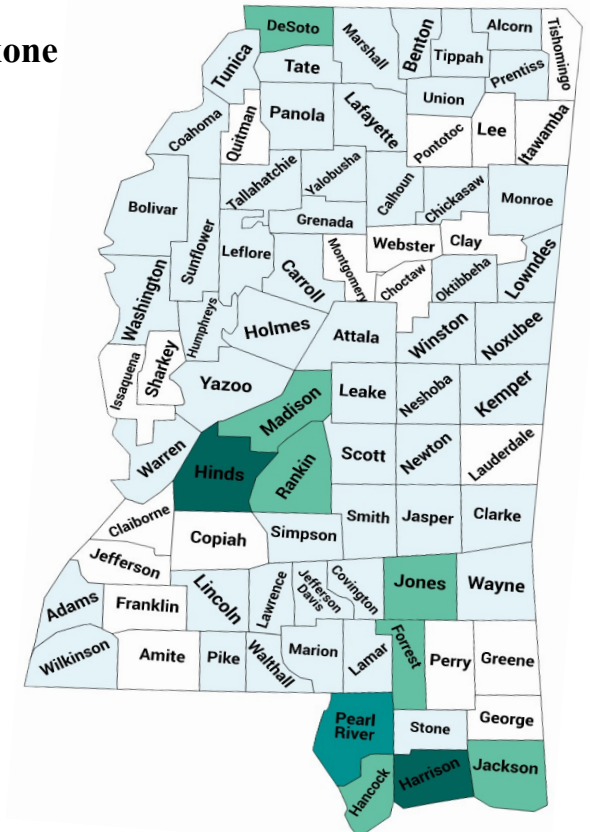 DeSoto
Marshall
Benton
Alcorn
Tishomingo
Tippah
Prentiss
Tunica
Tate
Union
Panola
Lafayette
Coahoma
Quitman
Pontotoc
Lee
Itawamba
Tallahatchie
Yalobusha
Calhoun
Chickasaw
Monroe
Bolivar
Sunflower
Grenada
Leflore
Webster
Clay
Montgomery
Choctaw
Oktibbeha
Lowndes
Carroll
Washington
Humphreys
Holmes
Attala
Winston
Noxubee
Issaquena
Sharkey
Yazoo
Madison
Leake
Neshoba
Kemper
Warren
Hinds
Rankin
Scott
Newton
Lauderdale
Claiborne
Copiah
Simpson
Smith
Jasper
Clarke
Jefferson
Adams
Franklin
Lincoln
Lawrence
Jefferson
Davis
Covington
Jones
Wayne
Wilkinson
Amite
Pike
Walthall
Marion
Lamar
Forrest
Perry
Greene
Pearl
River
Stone
George
Hancock
Harrison
Jackson